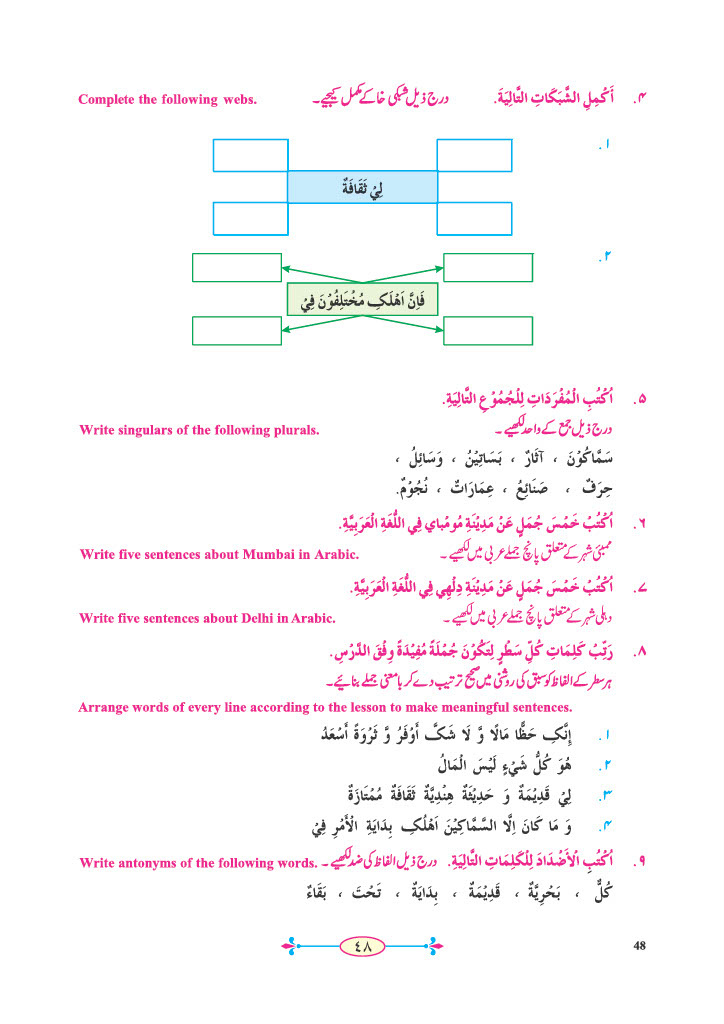 ۴. أَكْمِلِ الشَّبَكَاتِ التَّالِيَةَ. درج ذیل شبکی خاکے مکمل کیجیے۔ Complete the following webs.
۱.
لِيْ ثَقَافَةٌ
۲.
فَاِنَّ اَهْلَكِ مُخْتَلِفُوْنَ فِيْ
۵. اُكْتُبِ الْمُفْرَدَاتِ لِلْجُمُوْعِ التَّالِيَةِ.
درج ذیل جمع کے واحد لکھیے۔ Write singulars of the following plurals.
سَمَّاكُوْنَ ، آثَارٌ ، بَسَاتِيْنُ ، وَسَائِلُ ،
حِرَفٌ ، صَنَائِعُ ، عِمَارَاتٌ ، نُجُوْمٌ.
۶. اُكْتُبْ خَمْسَ جُمَلٍ عَنْ مَدِيْنَةِ مُوْمْبَاي فِي اللُّغَةِ الْعَرَبِيَّةِ.
ممبئی شہر کے متعلق پانچ جملے عربی میں لکھیے۔ Write five sentences about Mumbai in Arabic.
۷. اُكْتُبْ خَمْسَ جُمَلٍ عَنْ مَدِيْنَةِ دِلْهِي فِي اللُّغَةِ الْعَرَبِيَّةِ.
دہلی شہر کے متعلق پانچ جملے عربی میں لکھیے۔ Write five sentences about Delhi in Arabic.
۸. رَتِّبْ كَلِمَاتِ كُلِّ سَطْرٍ لِتَكُوْنَ جُمْلَةً مُفِيْدَةً وِفْقَ الدَّرْسِ.
ہر سطر کے الفاظ کو سبق کی روشنی میں صحیح ترتیب دے کر بامعنی جملے بنائیے۔
Arrange words of every line according to the lesson to make meaningful sentences.
۱. إِنَّكِ حَظًّا مَالًا وَّ لَا شَكَّ أَوْفَرُ وَّ ثَرْوَةً أَسْعَدُ
۲. هُوَ كُلُّ شَيْءٍ لَيْسَ الْمَالُ
۳. لِيْ قَدِيْمَةٌ وَ حَدِيْثَةٌ هِنْدِيَّةٌ ثَقَافَةٌ مُمْتَازَةٌ
۴. وَ مَا كَانَ اِلَّا السَّمَّاكِيْنَ اَهْلُكِ بِدَايَةِ الْأَمْرِ فِيْ
۹. اُكْتُبِ الْأَضْدَادَ لِلْكَلِمَاتِ التَّالِيَةِ. درج ذیل الفاظ کی ضد لکھیے۔ Write antonyms of the following words.
كُلٌّ ، بَحْرِيَّةٌ ، قَدِيْمَةٌ ، بِدَايَةٌ ، تَحْتَ ، بَقَاءٌ
٤٨
48